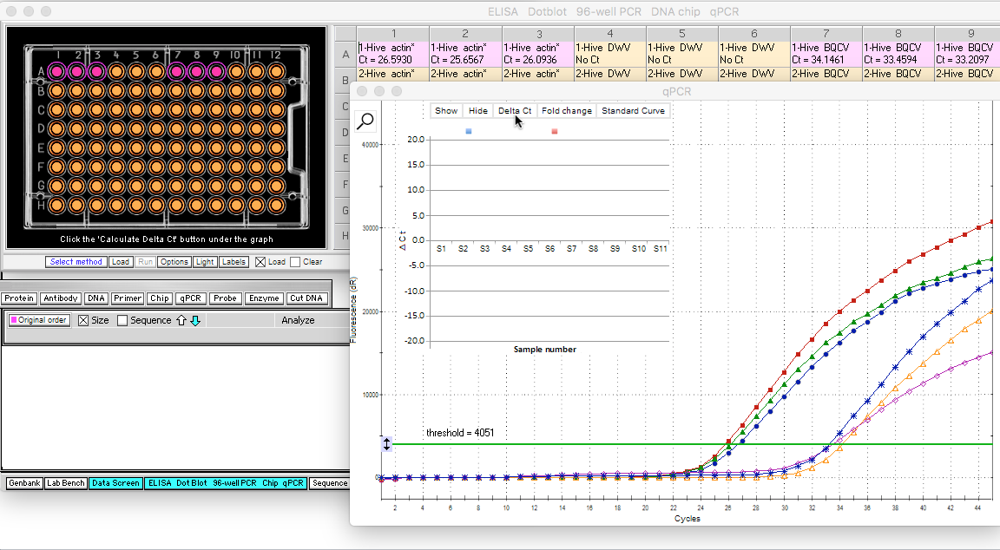 ELISA Dotblot 96-well PCR DNA chip qPCR
1 2 3 4 5 6 7 8 9 10 11 12
A
B
C
D
E
F
G
H
Click the 'Calculate Delta Ct' button under the graph
Select method Load Run Options Light Labels Load Clear
Protein Antibody DNA Primer Chip qPCR Probe Enzyme Cut DNA
Original order Size Sequence Analyze
Genbank Lab Bench Data Screen ELISA Dot Blot 96-well PCR Chip qPCR Sequence
1 2 3 4 5 6 7 8 9
A 1-Hive actin* 1-Hive actin* 1-Hive actin* 1-Hive DWV 1-Hive DWV 1-Hive DWV 1-Hive BQCV 1-Hive BQCV 1-Hive BQCV
Ct = 26.5930 Ct = 25.6567 Ct = 26.0936 No Ct No Ct No Ct Ct = 34.1461 Ct = 33.4594 Ct = 33.2097
B 2-Hive actin* 2-Hive actin* 2-Hive actin* 2-Hive DWV 2-Hive DWV 2-Hive DWV 2-Hive BQCV 2-Hive BQCV 2-Hive BQCV
C
D
E
F
G
H
qPCR
Show Hide Delta Ct Fold change Standard Curve
20.0
15.0
10.0
5.0
0.0
-5.0
-10.0
-15.0
-20.0
Δ Ct
S1 S2 S3 S4 S5 S6 S7 S8 S9 S10 S11
Sample number
40000
30000
20000
10000
0
Fluorescence (dR)
threshold = 4051
2 4 6 8 10 12 14 16 18 20 22 24 26 28 30 32 34 36 38 40 42 44
Cycles